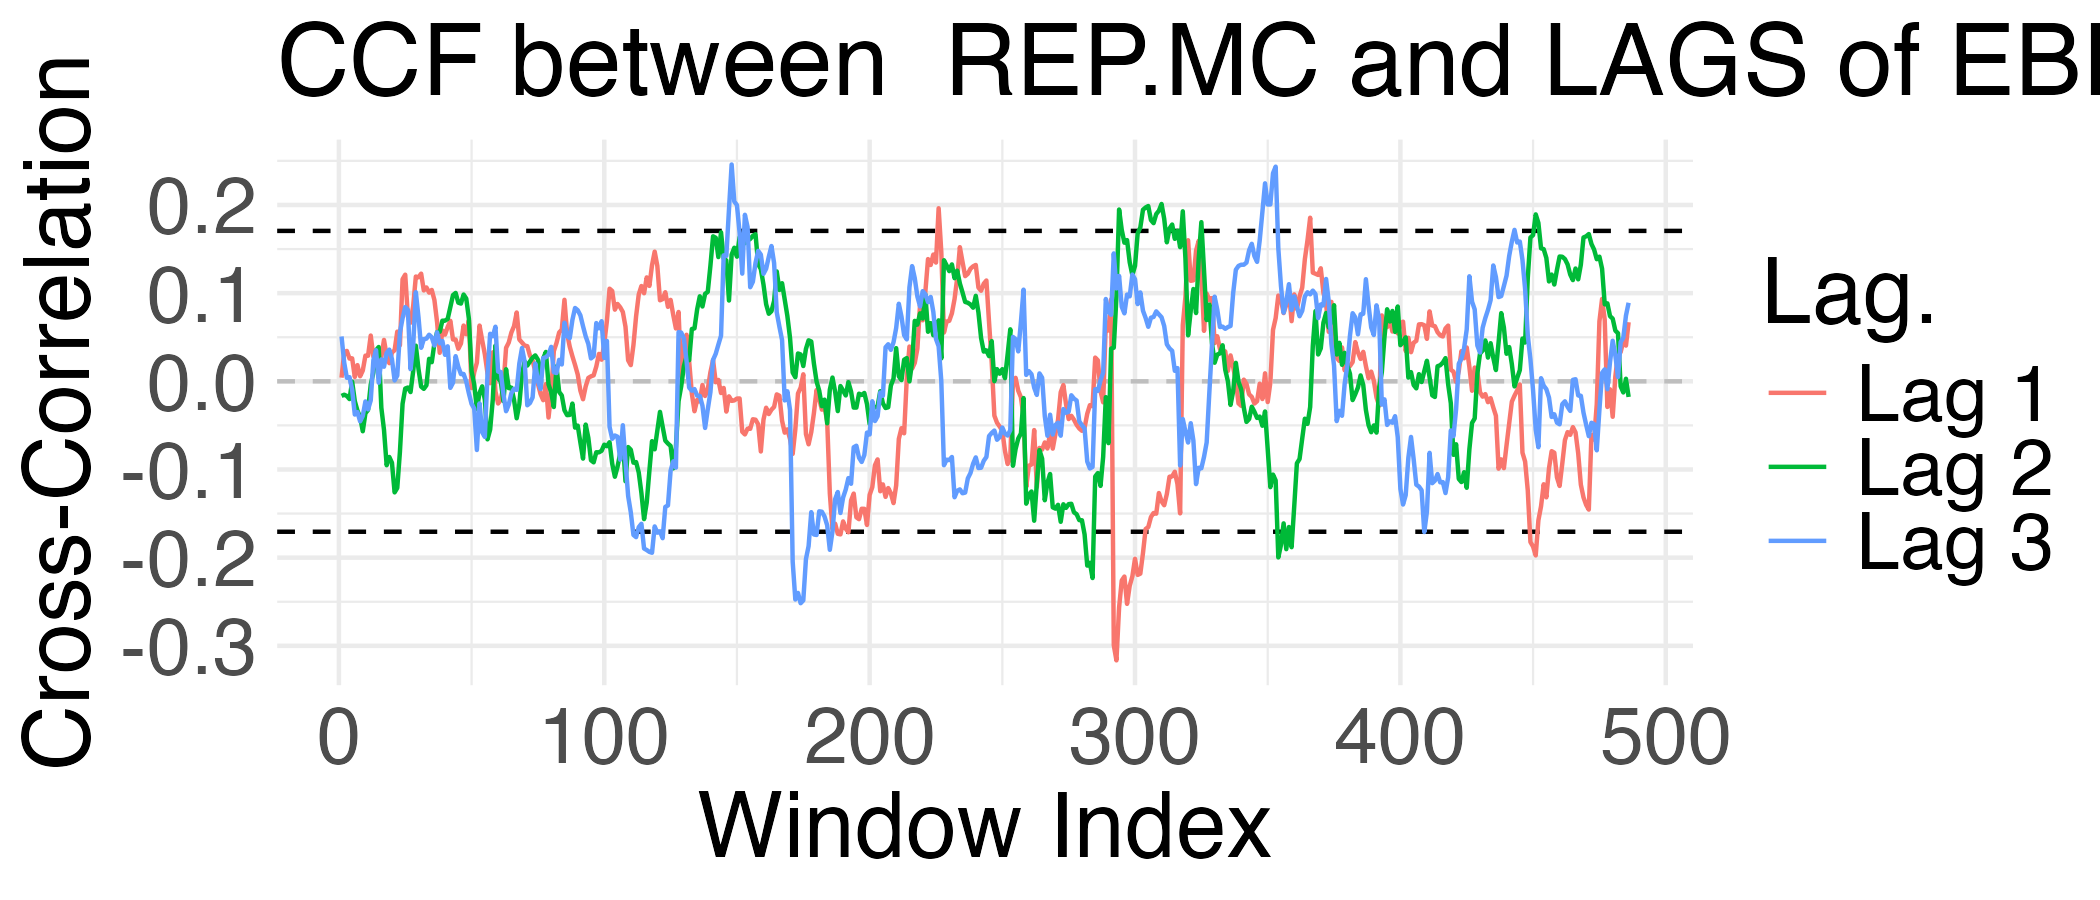 CCF between  REP.MC and LAGS of
Cross-Correlation
0.2
0.1
0.0
-0.1
-0.2
-0.3
0
100
200
300
400
500
Window Index
Lag.
Lag 1
Lag 2
Lag 3